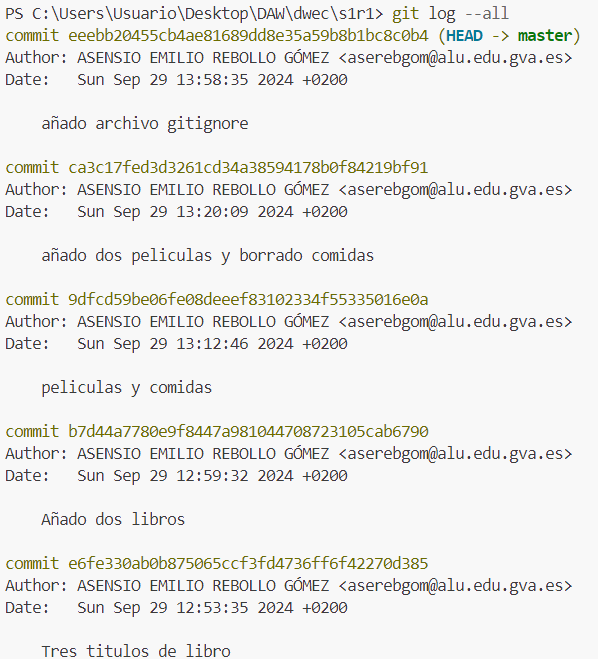 PS C:\Users\Usuario\Desktop\DAW\dwec\s1r1> git log --all
commit eeebb20455cb4ae81689dd8e35a59b8b1bc8c0b4 (HEAD -> master)
Author: ASENSIO EMILIO REBOLLO GÓMEZ <aserebgom@alu.edu.gva.es>
Date:   Sun Sep 29 13:58:35 2024 +0200
añado archivo gitignore
commit ca3c17fed3d3261cd34a38594178b0f84219bf91
Author: ASENSIO EMILIO REBOLLO GÓMEZ <aserebgom@alu.edu.gva.es>
Date:   Sun Sep 29 13:20:09 2024 +0200
añado dos peliculas y borrado comidas
commit 9dfcd59be06fe08deeef83102334f55335016e0a
Author: ASENSIO EMILIO REBOLLO GÓMEZ <aserebgom@alu.edu.gva.es>
Date:   Sun Sep 29 13:12:46 2024 +0200
peliculas y comidas
commit b7d44a7780e9f8447a981044708723105cab6790
Author: ASENSIO EMILIO REBOLLO GÓMEZ <aserebgom@alu.edu.gva.es>
Date:   Sun Sep 29 12:59:32 2024 +0200
Añado dos libros
commit e6fe330ab0b875065ccf3fd4736ff6f42270d385
Author: ASENSIO EMILIO REBOLLO GÓMEZ <aserebgom@alu.edu.gva.es>
Date:   Sun Sep 29 12:53:35 2024 +0200
Tres titulos de libro